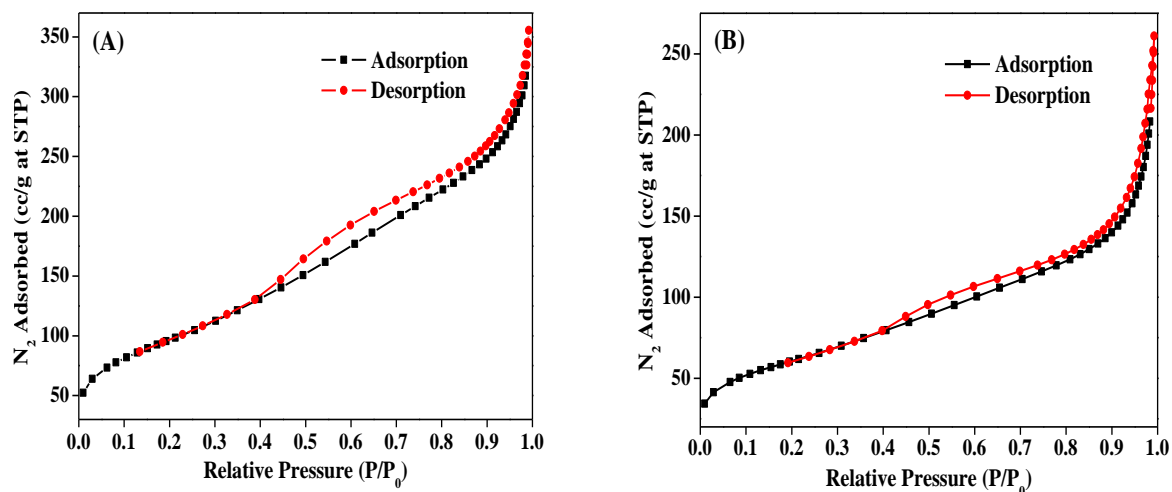 (A)
Adsorption
Desorption
N₂ Adsorbed (cc/g at STP)
350
300
250
200
150
100
50
0.0 0.1 0.2 0.3 0.4 0.5 0.6 0.7 0.8 0.9 1.0
Relative Pressure (P/P₀)
(B)
Adsorption
Desorption
N₂ Adsorbed (cc/g at STP)
250
200
150
100
50
0.0 0.1 0.2 0.3 0.4 0.5 0.6 0.7 0.8 0.9 1.0
Relative Pressure (P/P₀)